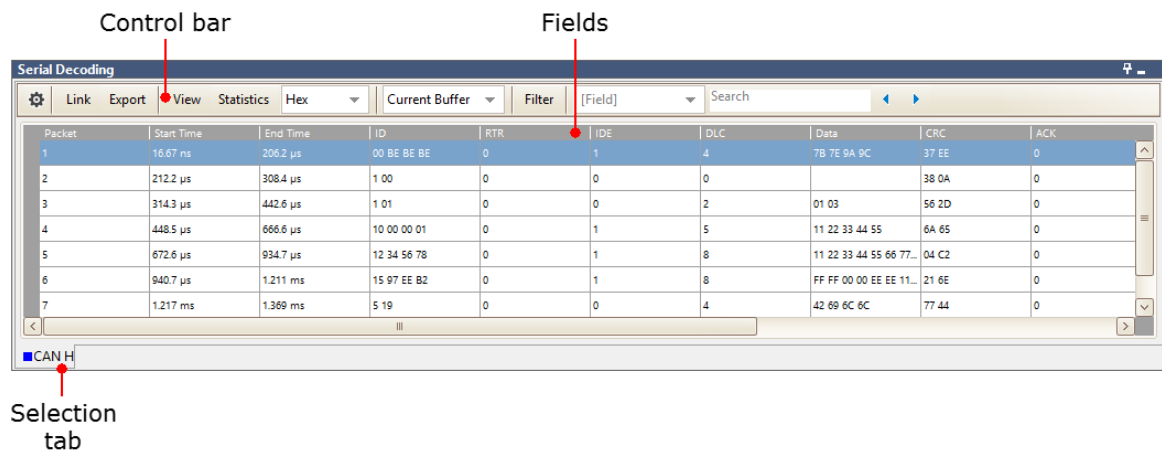 Control bar Fields
Serial Decoding
Link Export View Statistics Hex Current Buffer Filter [Field] Search
Packet Start Time End Time ID RTR IDE DLC Data CRC ACK
1 16.67 ns 206.2 µs 00 BE BE BE 0 1 4 7B 7E 9A 9C 37 EE 0
2 212.2 µs 308.4 µs 1 00 0 0 0 38 0A 0
3 314.3 µs 442.6 µs 1 01 0 0 2 01 03 56 2D 0
4 448.5 µs 666.6 µs 10 00 00 01 0 1 5 11 22 33 44 55 6A 65 0
5 672.6 µs 934.7 µs 12 34 56 78 0 1 8 11 22 33 44 55 66 77... 04 C2 0
6 940.7 µs 1.211 ms 15 97 EE B2 0 1 8 FF FF 00 00 EE EE 11... 21 6E 0
7 1.217 ms 1.369 ms 5 19 0 0 4 42 69 6C 6C 77 44 0
CAN H
Selection
tab